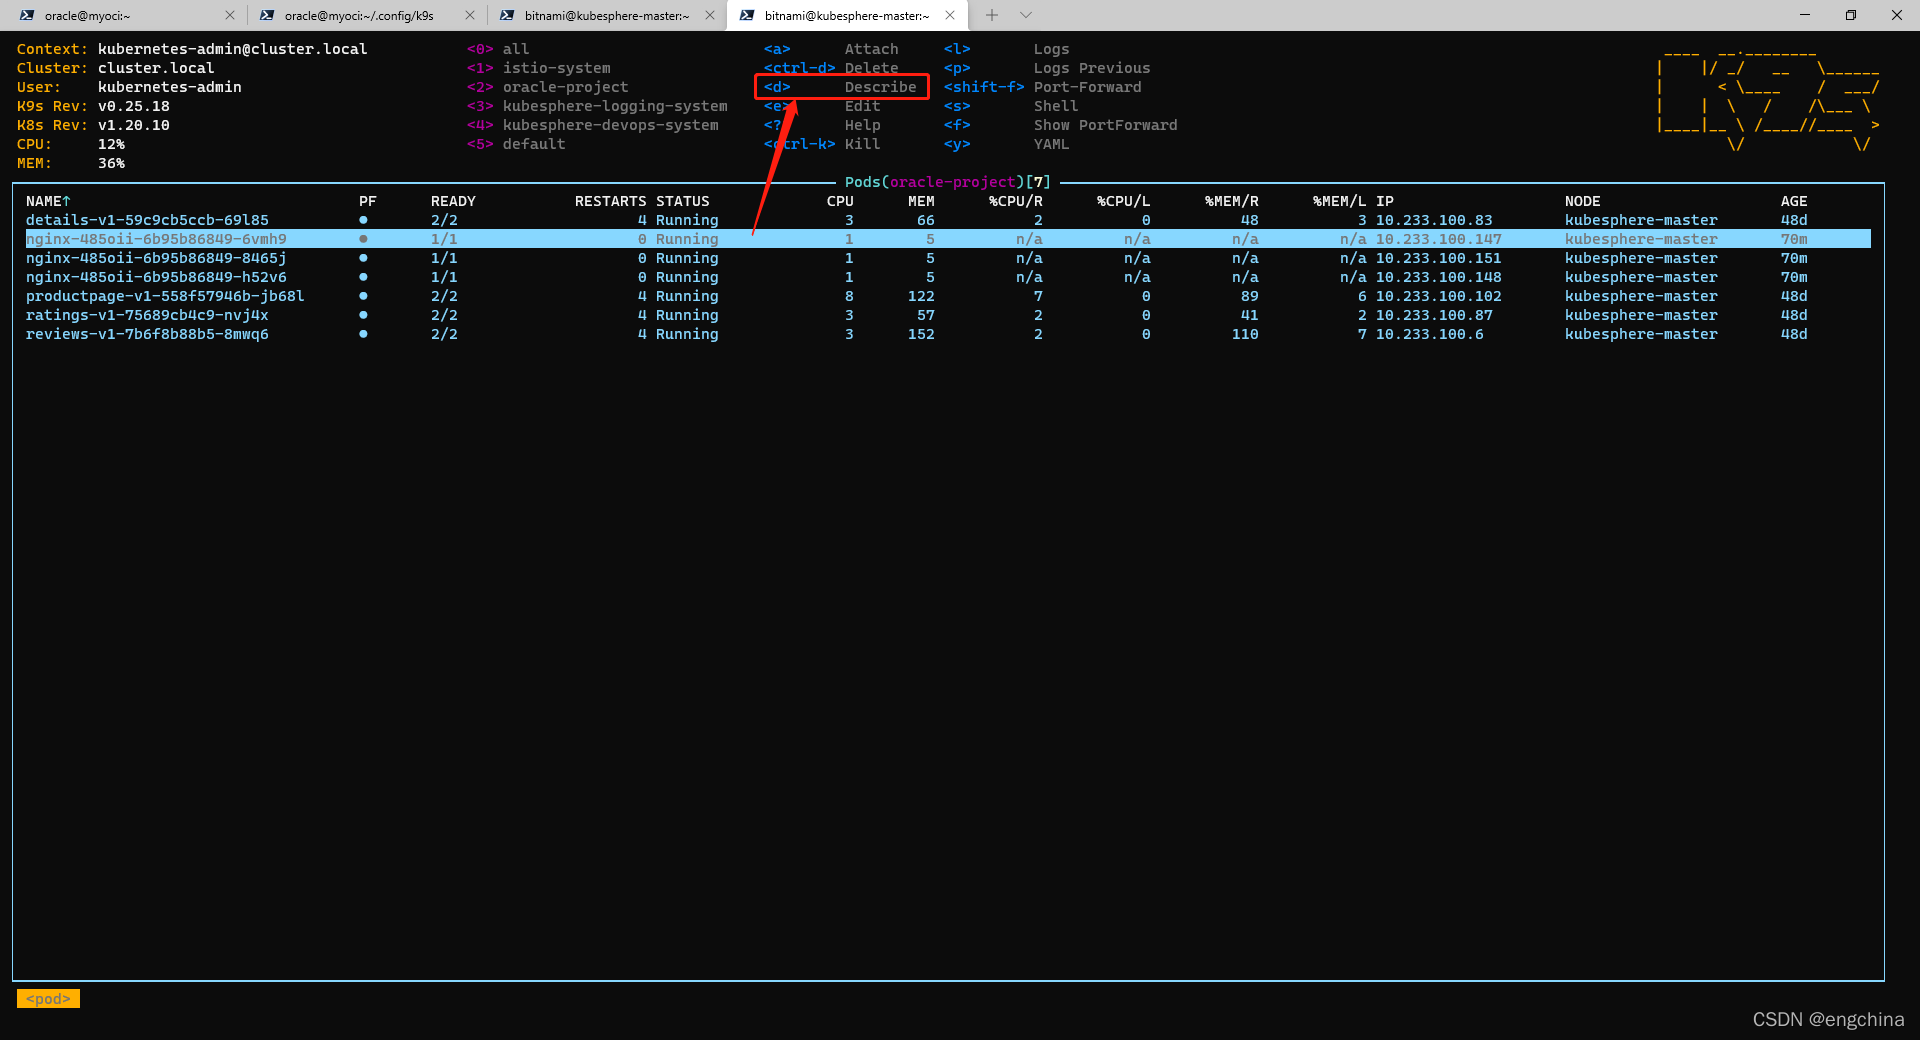 oracle@myoci:~ oracle@myoci:~/.config/k9s bitnami@kubesphere-master:~ bitnami@kubesphere-master:~
Context: kubernetes-admin@cluster.local <0> all <a> Attach <l> Logs
Cluster: cluster.local <1> istio-system <ctrl-d> Delete <p> Logs Previous
User: kubernetes-admin <2> oracle-project <d> Describe <shift-f> Port-Forward
K9s Rev: v0.25.18 <3> kubesphere-logging-system <e> Edit <s> Shell
K8s Rev: v1.20.10 <4> kubesphere-devops-system <? Help <f> Show PortForward
CPU: 12% <5> default <ctrl-k> Kill <y> YAML
MEM: 36%
Pods(oracle-project)[7]
NAME↑ PF READY RESTARTS STATUS CPU MEM %CPU/R %CPU/L %MEM/R %MEM/L IP NODE AGE
details-v1-59c9cb5ccb-69l85 ● 2/2 4 Running 3 66 2 0 48 3 10.233.100.83 kubesphere-master 48d
nginx-485oii-6b95b86849-6vmh9 ● 1/1 0 Running 1 5 n/a n/a n/a n/a 10.233.100.147 kubesphere-master 70m
nginx-485oii-6b95b86849-8465j ● 1/1 0 Running 1 5 n/a n/a n/a n/a 10.233.100.151 kubesphere-master 70m
nginx-485oii-6b95b86849-h52v6 ● 1/1 0 Running 1 5 n/a n/a n/a n/a 10.233.100.148 kubesphere-master 70m
productpage-v1-558f57946b-jb68l ● 2/2 4 Running 8 122 7 0 89 6 10.233.100.102 kubesphere-master 48d
ratings-v1-75689cb4c9-nvj4x ● 2/2 4 Running 3 57 2 0 41 2 10.233.100.87 kubesphere-master 48d
reviews-v1-7b6f8b88b5-8mwq6 ● 2/2 4 Running 3 152 2 0 110 7 10.233.100.6 kubesphere-master 48d
<pod>
CSDN @engchina